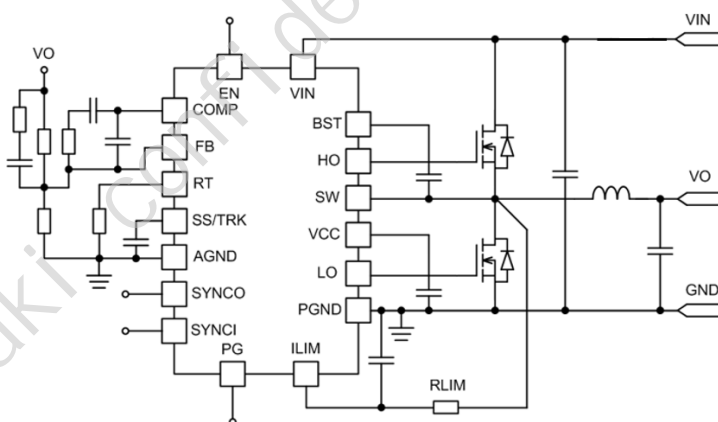 VIN
VO
EN
VIN
COMP
BST
FB
HO
RT
SW
VO
SS/TRK
VCC
AGND
LO
SYNCO
GND
PGND
SYNCI
PG
ILIM
RLIM